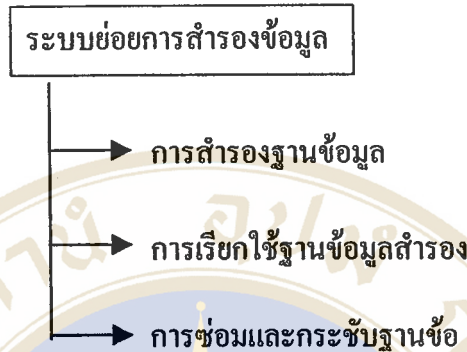 ระบบย่อยการสำรองข้อมูล
การสำรองฐานข้อมูล
การเรียกใช้ฐานข้อมูลสำรอง
การซ่อมและกระชับฐานข้อ